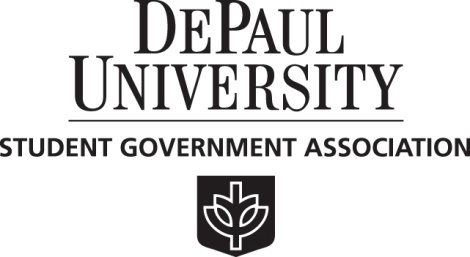 DePaul
University
STUDENT GOVERNMENT ASSOCIATION